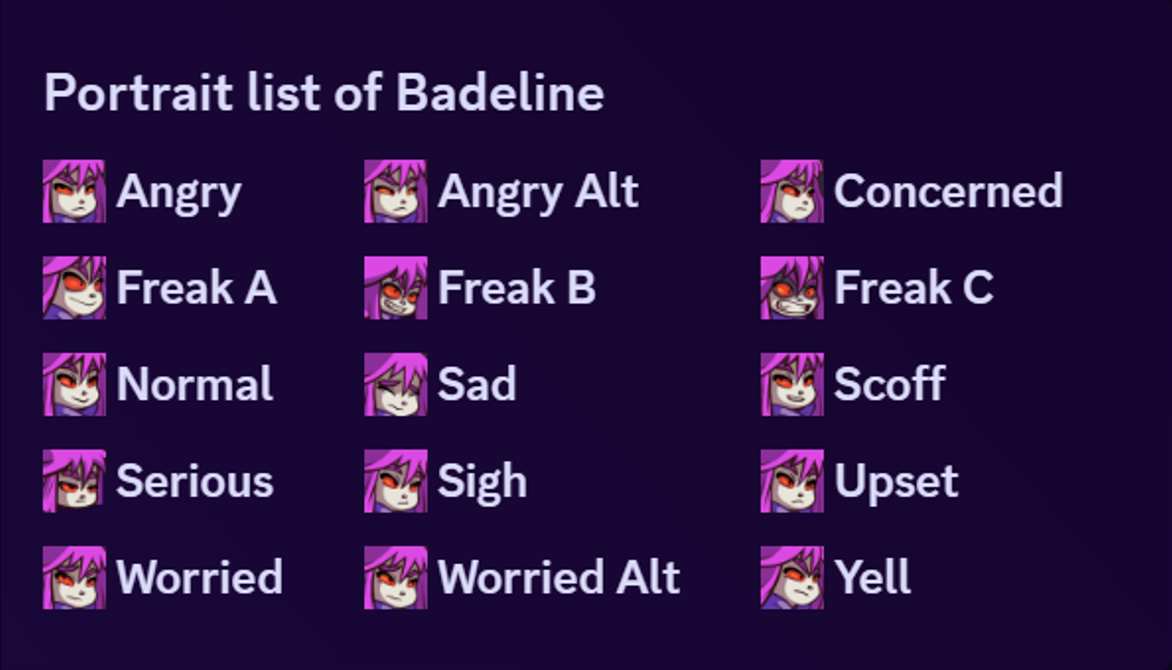 Portrait list of Badeline
Angry Angry Alt Concerned
Freak A Freak B Freak C
Normal Sad Scoff
Serious Sigh Upset
Worried Worried Alt Yell